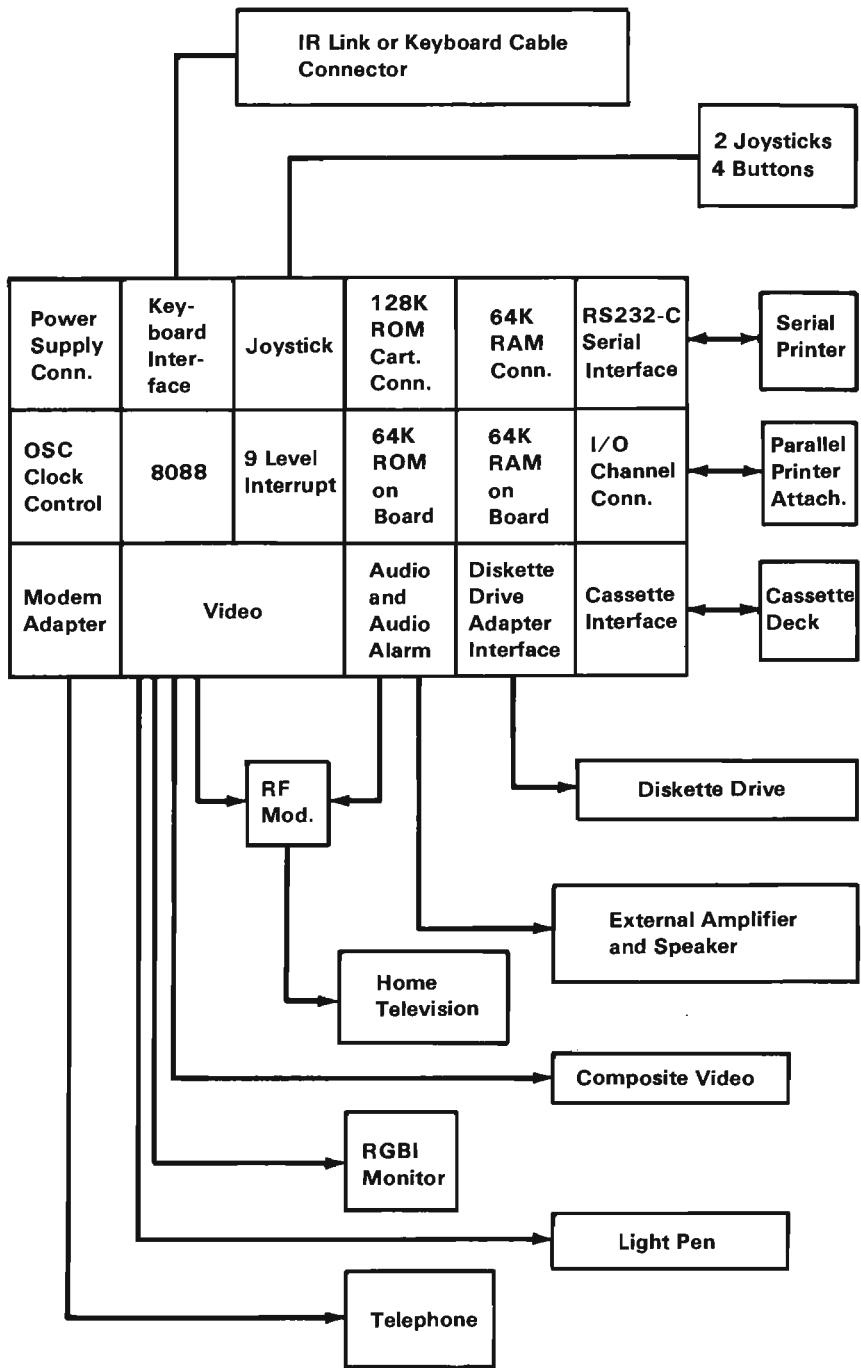 IR Link or Keyboard Cable
Connector
2 Joysticks
4 Buttons
Power
Supply
Conn.
Key-
board
Inter-
face
Joystick
128K
ROM
Cart.
Conn.
64K
RAM
Conn.
RS232-C
Serial
Interface
Serial
Printer
OSC
Clock
Control
8088
9 Level
Interrupt
64K
ROM
on
Board
64K
RAM
on
Board
I/O
Channel
Conn.
Parallel
Printer
Attach.
Modem
Adapter
Video
Audio
and
Audio
Alarm
Diskette
Drive
Adapter
Interface
Cassette
Interface
Cassette
Deck
RF
Mod.
Diskette Drive
External Amplifier
and Speaker
Home
Television
Composite Video
RGBI
Monitor
Light Pen
Telephone